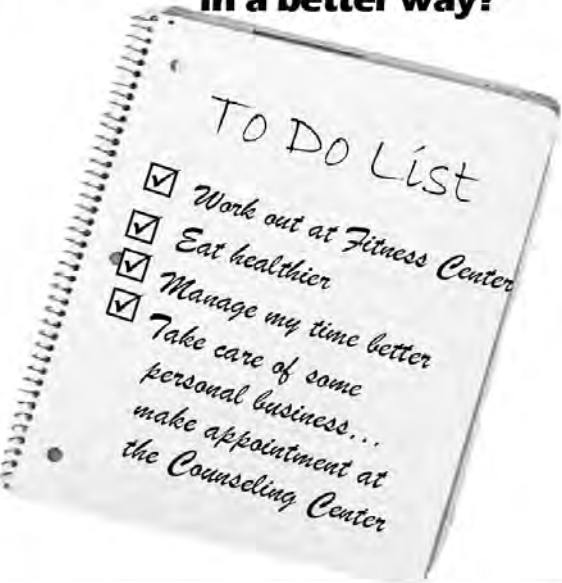 in a better way?
To Do List
Work out at Fitness Center
Eat healthier
Manage my time better
Take care of some
personal business...
make appointment at
the Counseling Center